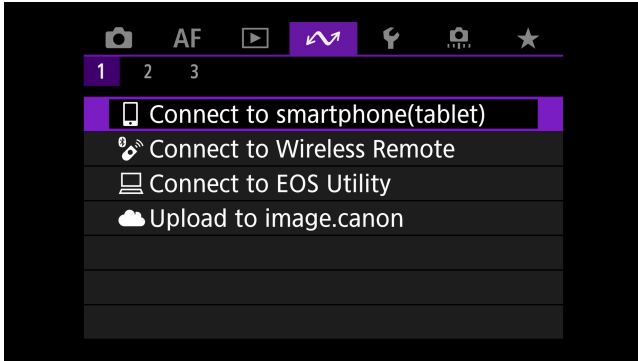 AF
1 2 3
Connect to smartphone(tablet)
Connect to Wireless Remote
Connect to EOS Utility
Upload to image.canon